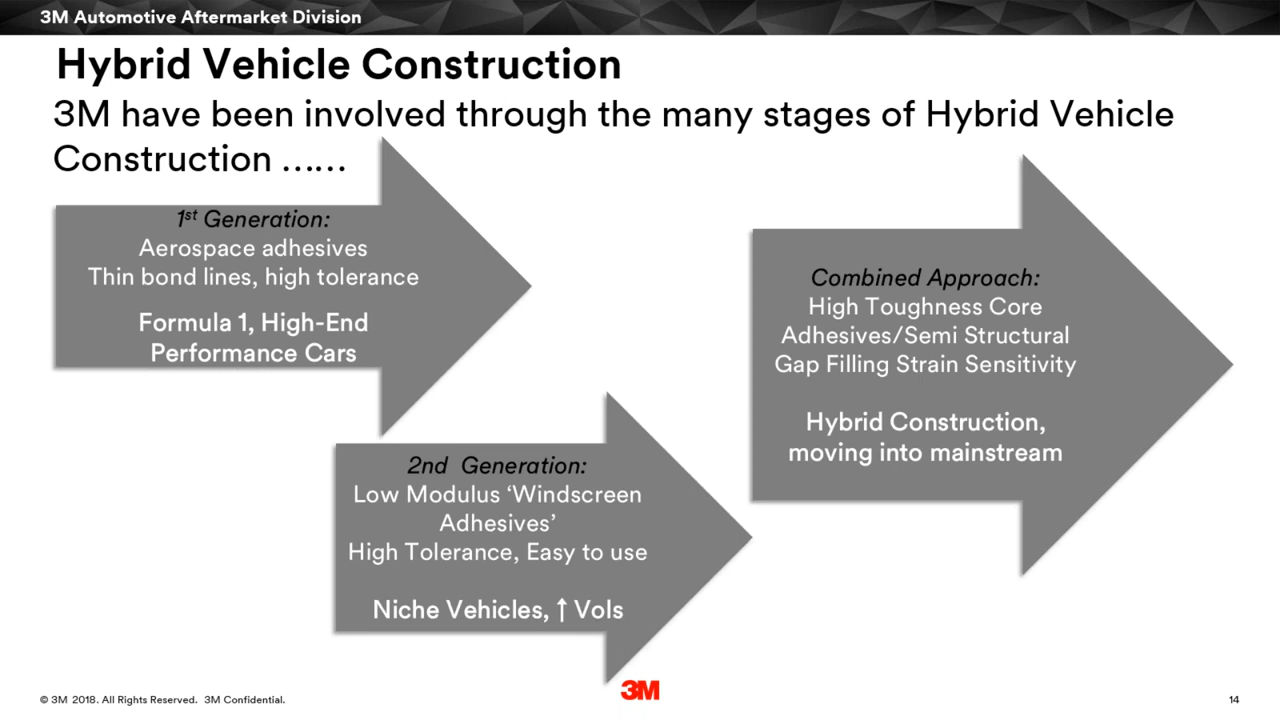 3M Automotive Aftermarket Division
Hybrid Vehicle Construction
3M have been involved through the many stages of Hybrid Vehicle
Construction ……
1st Generation:
Aerospace adhesives
Thin bond lines, high tolerance
Formula 1, High-End
Performance Cars
2nd  Generation:
Low Modulus ‘Windscreen
Adhesives’
High Tolerance, Easy to use
Niche Vehicles, ↑ Vols
Combined Approach:
High Toughness Core
Adhesives/Semi Structural
Gap Filling Strain Sensitivity
Hybrid Construction,
moving into mainstream
© 3M 2018. All Rights Reserved.  3M Confidential.
3M
14